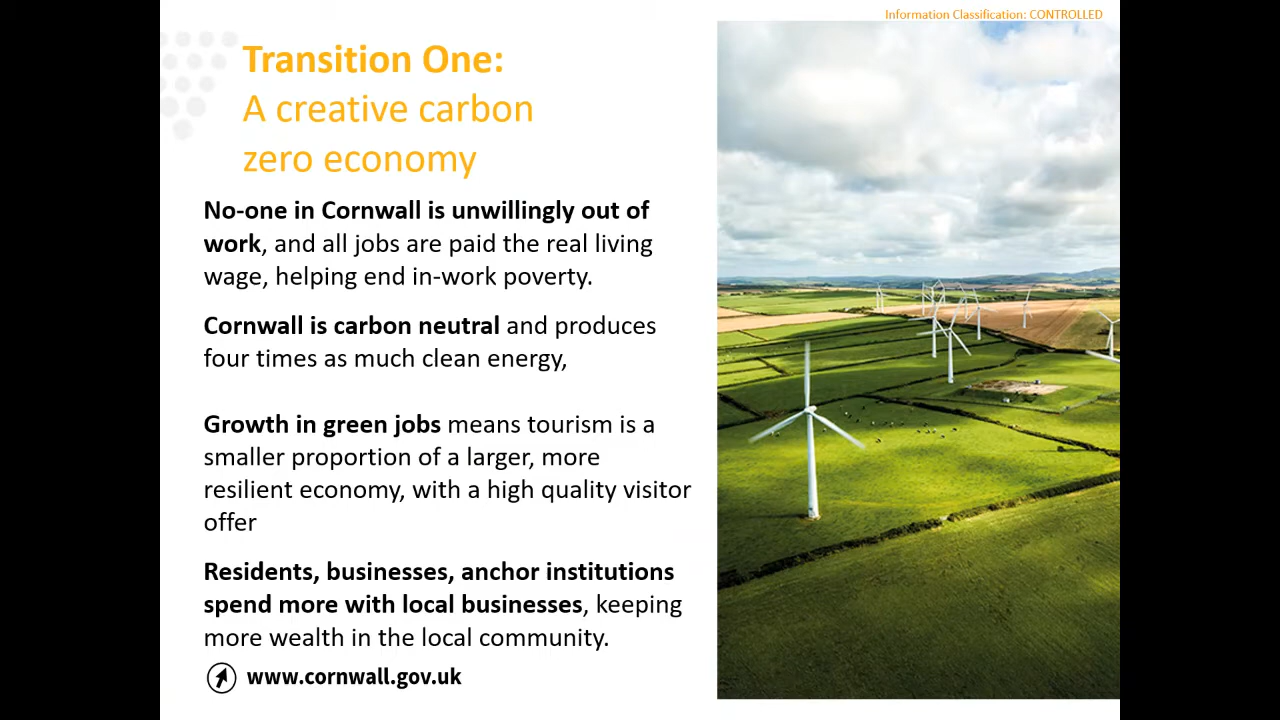 Information Classification: CONTROLLED
Transition One:
A creative carbon
zero economy
No-one in Cornwall is unwillingly out of
work, and all jobs are paid the real living
wage, helping end in-work poverty.
Cornwall is carbon neutral and produces
four times as much clean energy,
Growth in green jobs means tourism is a
smaller proportion of a larger, more
resilient economy, with a high quality visitor
offer
Residents, businesses, anchor institutions
spend more with local businesses, keeping
more wealth in the local community.
www.cornwall.gov.uk